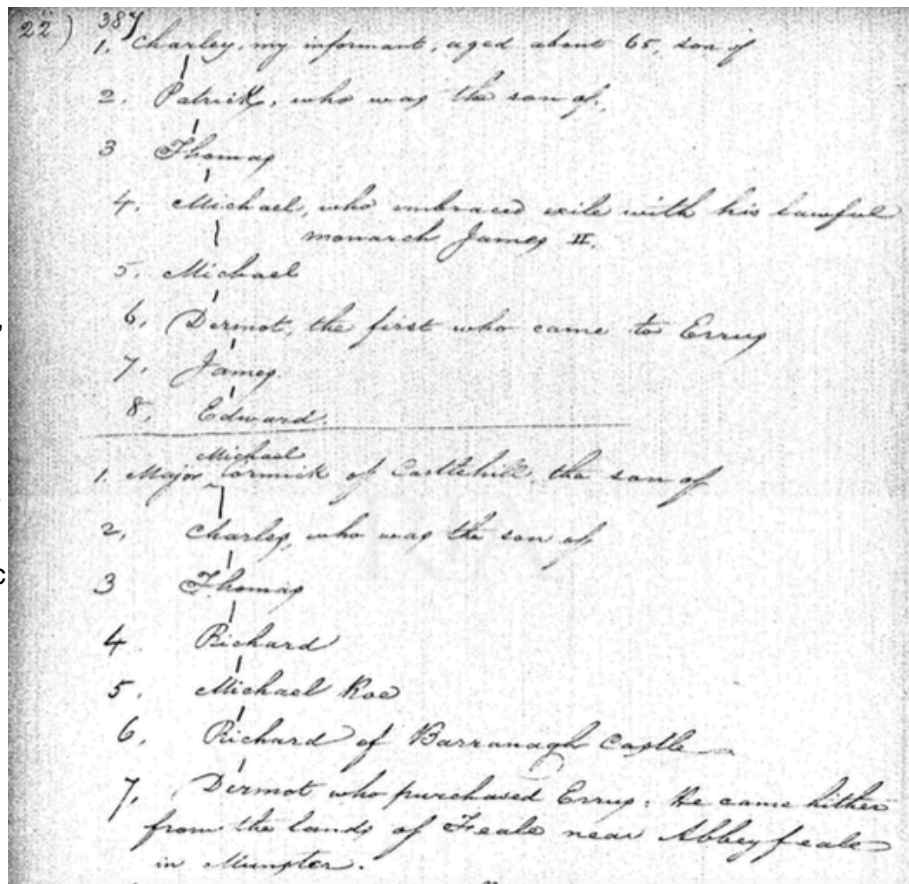 22) 387
1. Charley, my informant, aged about 65, son of
2. Patrick, who was the son of,
3 Thomas
4. Michael, who embraced exile with his lawful
monarch James II.
5. Michael
6. Dermot, the first who came to Errus
7. James.
8. Edward.
Michael
1. Major Cormick of Castlehill, the son of
2. Charles, who was the son of
3 Thomas
4. Richard
5. Michael Roe
6. Richard of Barranagh Castle
7. Dermot who purchased Errus: He came hither
from the lands of Feale near Abbeyfeale
in Munster.
RIA